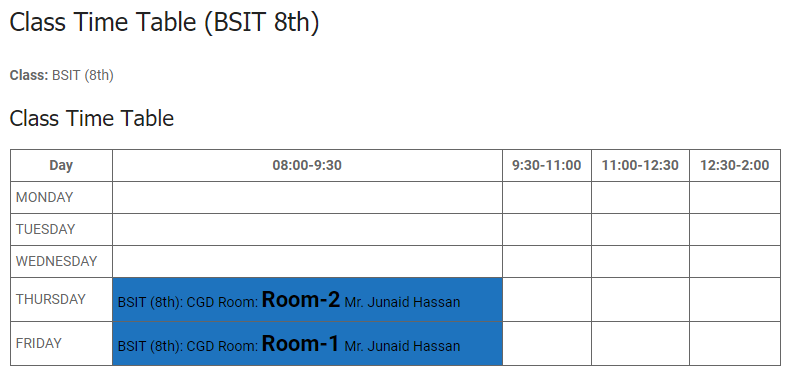 Class Time Table (BSIT 8th)
Class: BSIT (8th)
Class Time Table
Day 08:00-9:30 9:30-11:00 11:00-12:30 12:30-2:00
MONDAY
TUESDAY
WEDNESDAY
THURSDAY BSIT (8th): CGD Room: Room-2 Mr. Junaid Hassan
FRIDAY BSIT (8th): CGD Room: Room-1 Mr. Junaid Hassan